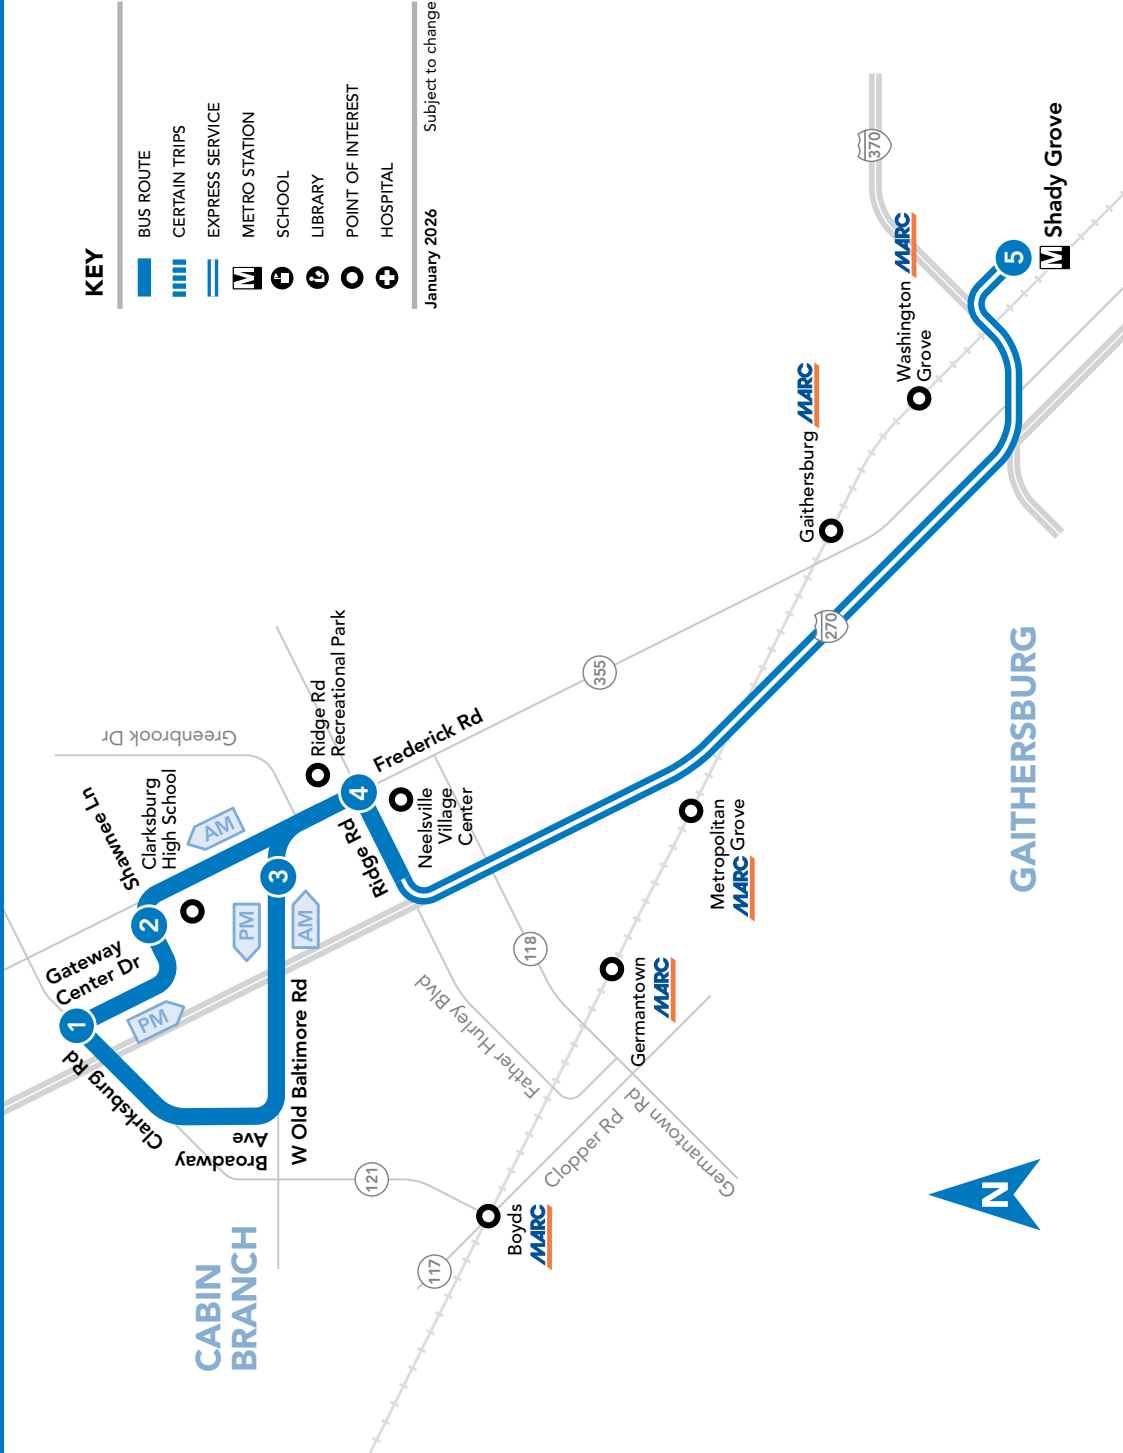 KEY
BUS ROUTE
CERTAIN TRIPS
EXPRESS SERVICE
M
METRO STATION
SCHOOL
LIBRARY
POINT OF INTEREST
HOSPITAL
January 2026
Subject to change
Clarksburg Rd
1
Gateway
Center Dr
PM
2
Shawnee Ln
Clarksburg
High School
AM
Greenbrook Dr
Broadway
Ave
W Old Baltimore Rd
PM
AM
3
Ridge Rd
Recreational Park
4
Frederick Rd
Ridge Rd
Neelsville
Village
Center
CABIN
BRANCH
121
117
Boyds
MARC
Father Hurley Blvd
118
Clopper Rd
Germantown Rd
Germantown
MARC
Metropolitan
MARC Grove
355
270
Gaithersburg MARC
Washington MARC
Grove
370
5
M Shady Grove
GAITHERSBURG
N